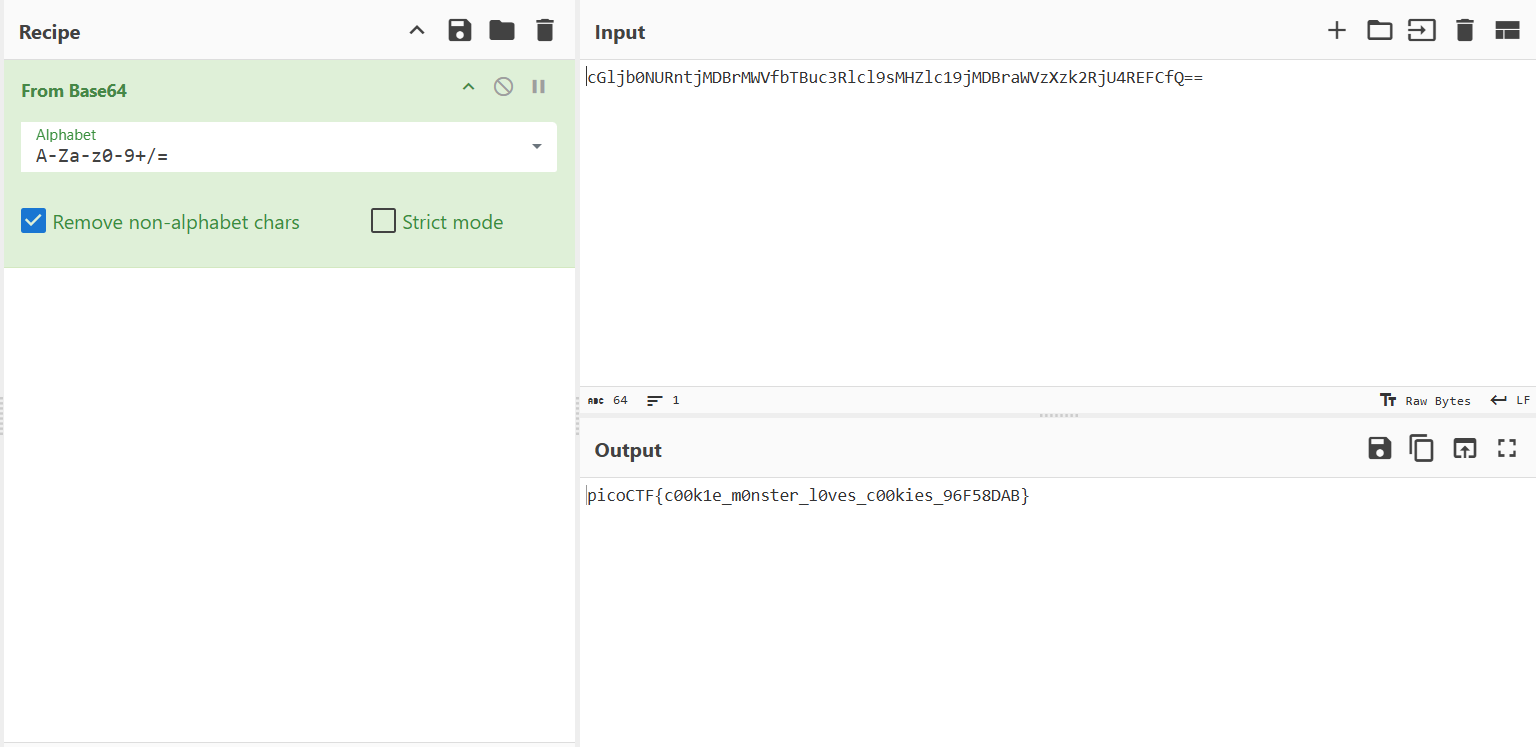 Recipe
From Base64
Alphabet
A-Za-z0-9+/=
Remove non-alphabet chars
Strict mode
Input
cGljb0NURntjMDBrMWVfbTBuc3Rlcl9sMHZlc19jMDBraWVzXzk2RjU4REFCfQ==
ABC 64
1
Raw Bytes
LF
Output
picoCTF{c00k1e_m0nster_l0ves_c00kies_96F58DAB}